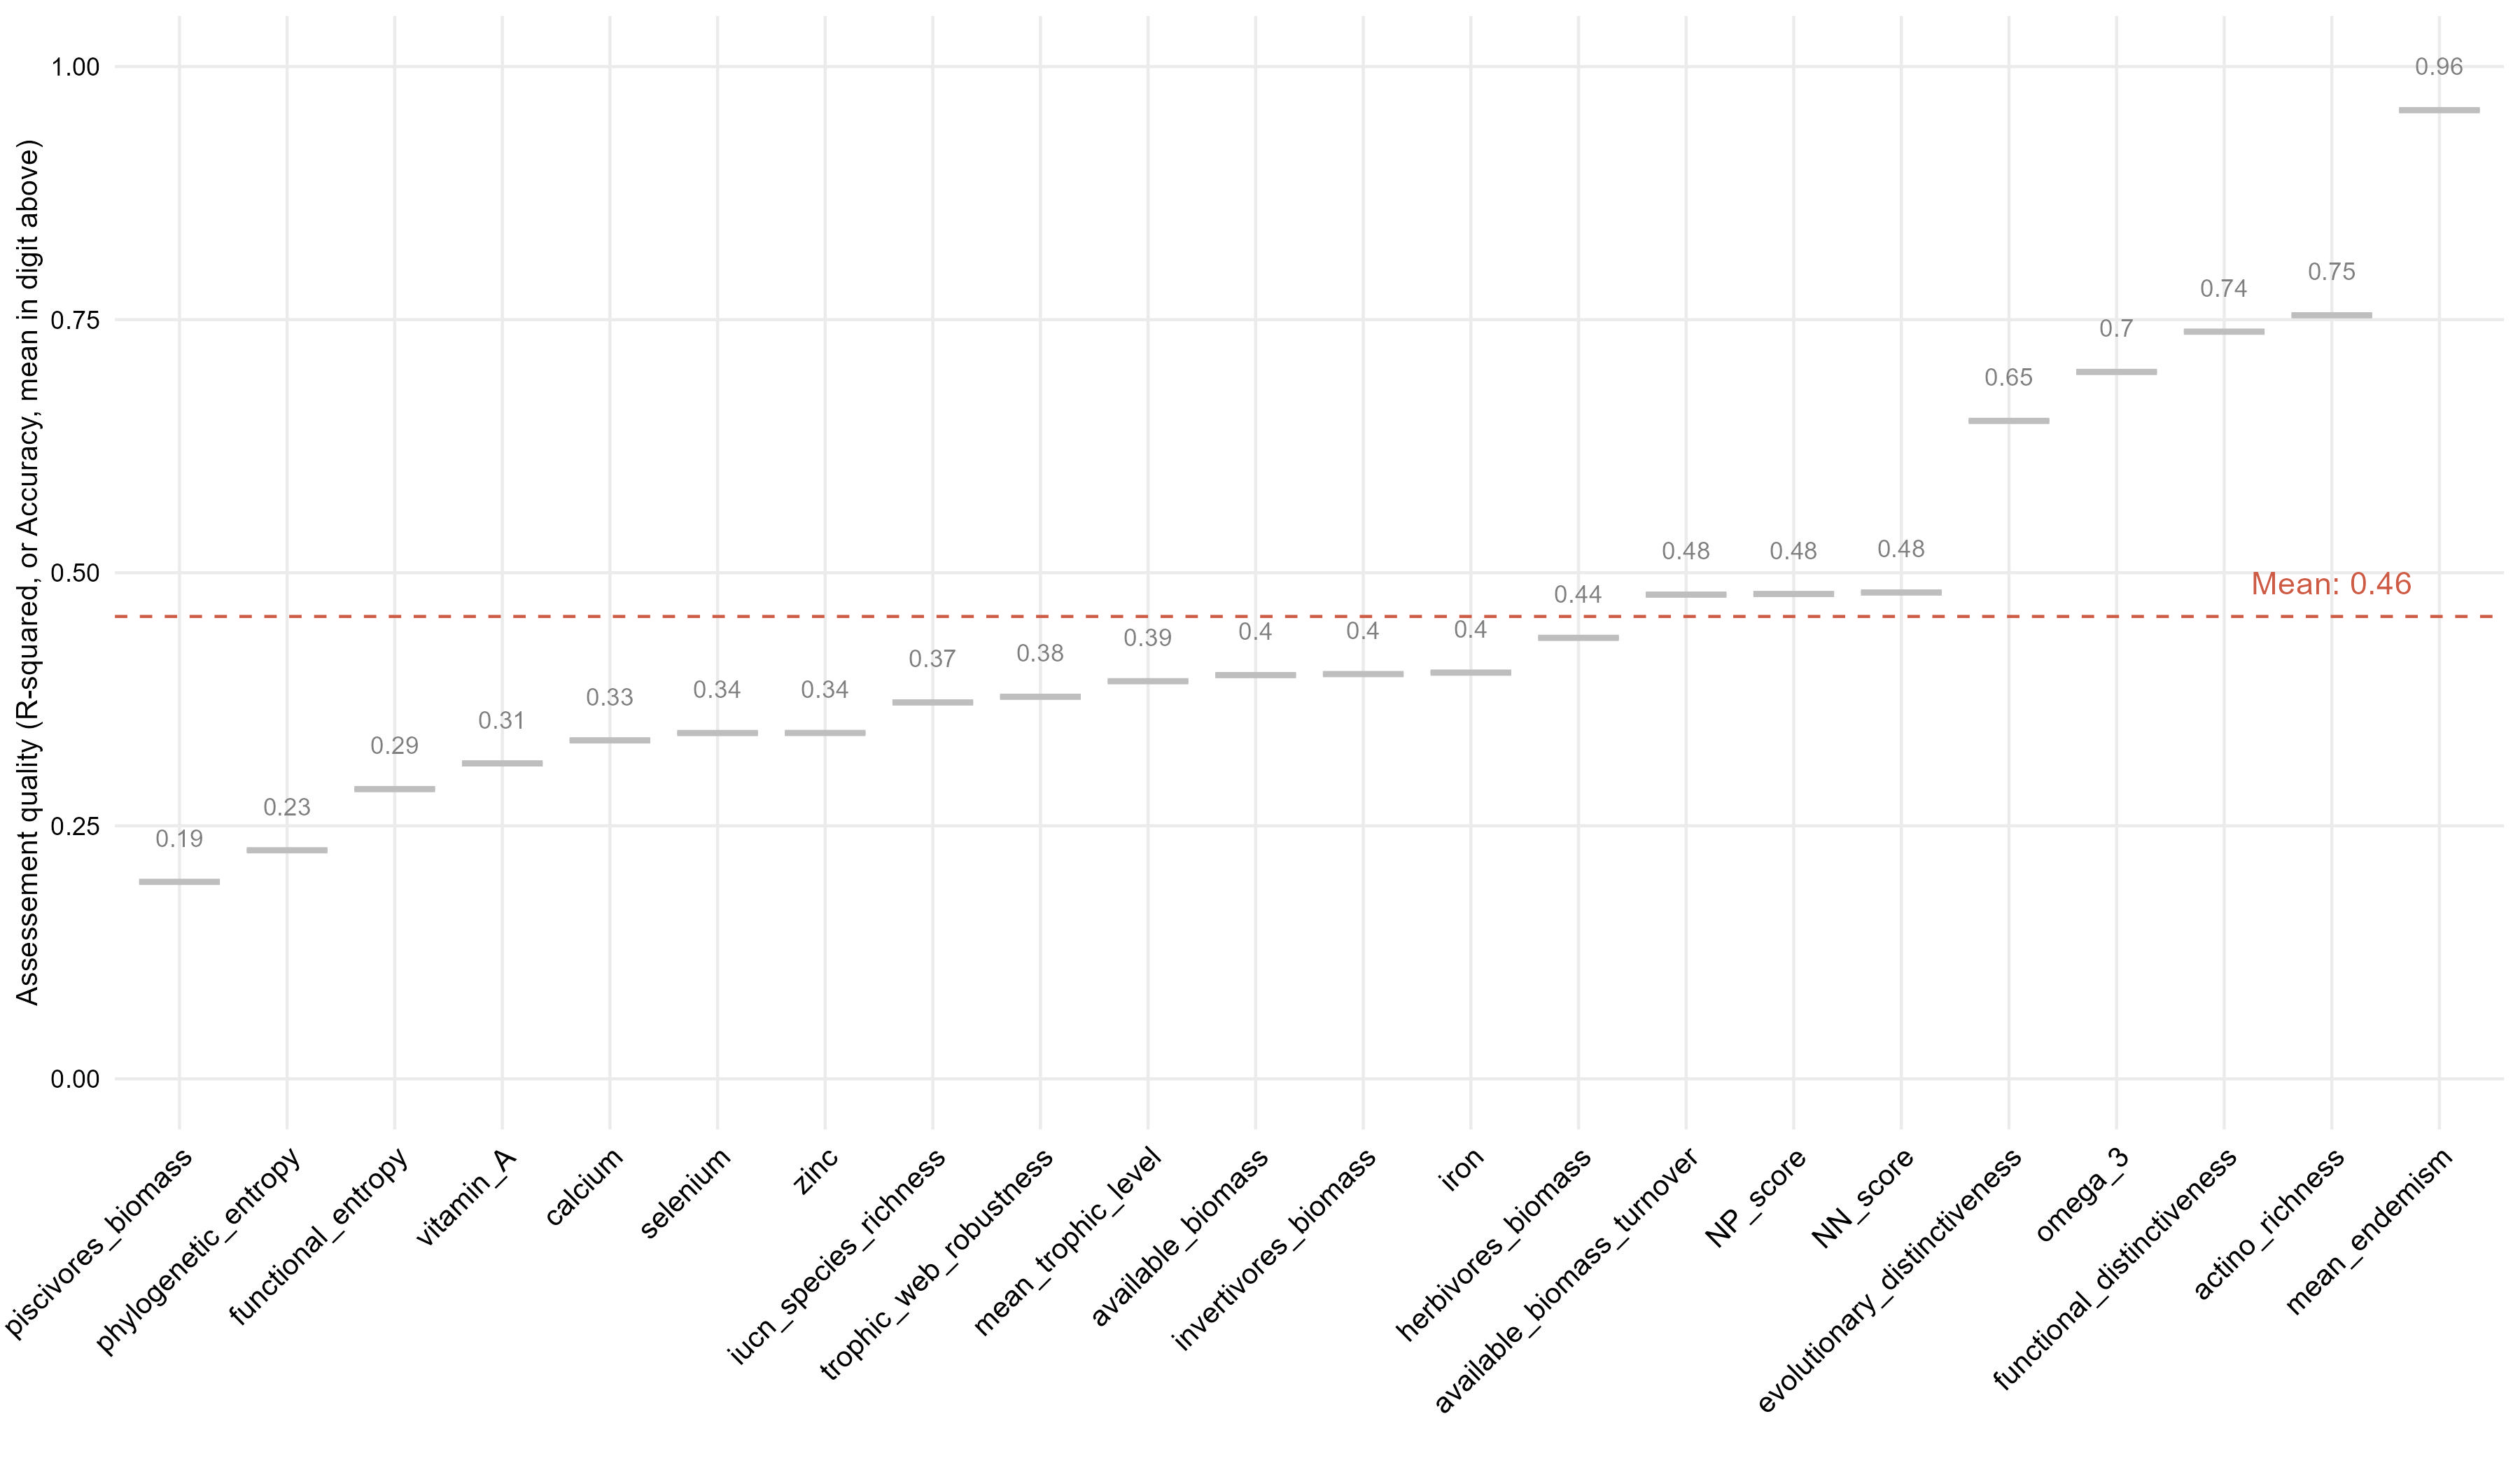 Assessement quality (R-squared, or Accuracy, mean in digit above)
1.00
0.75
0.50
0.25
0.00
0.19
0.23
0.29
0.31
0.33
0.34
0.34
0.37
0.38
0.39
0.4
0.4
0.4
0.44
0.48
0.48
0.48
0.65
0.7
0.74
0.75
0.96
Mean: 0.46
piscivores_biomass
phylogenetic_entropy
functional_entropy
vitamin_A
calcium
selenium
zinc
iucn_species_richness
trophic_web_robustness
mean_trophic_level
available_biomass
invertivores_biomass
iron
herbivores_biomass
available_biomass_turnover
NP_score
NN_score
evolutionary_distinctiveness
omega_3
functional_distinctiveness
actino_richness
mean_endemism